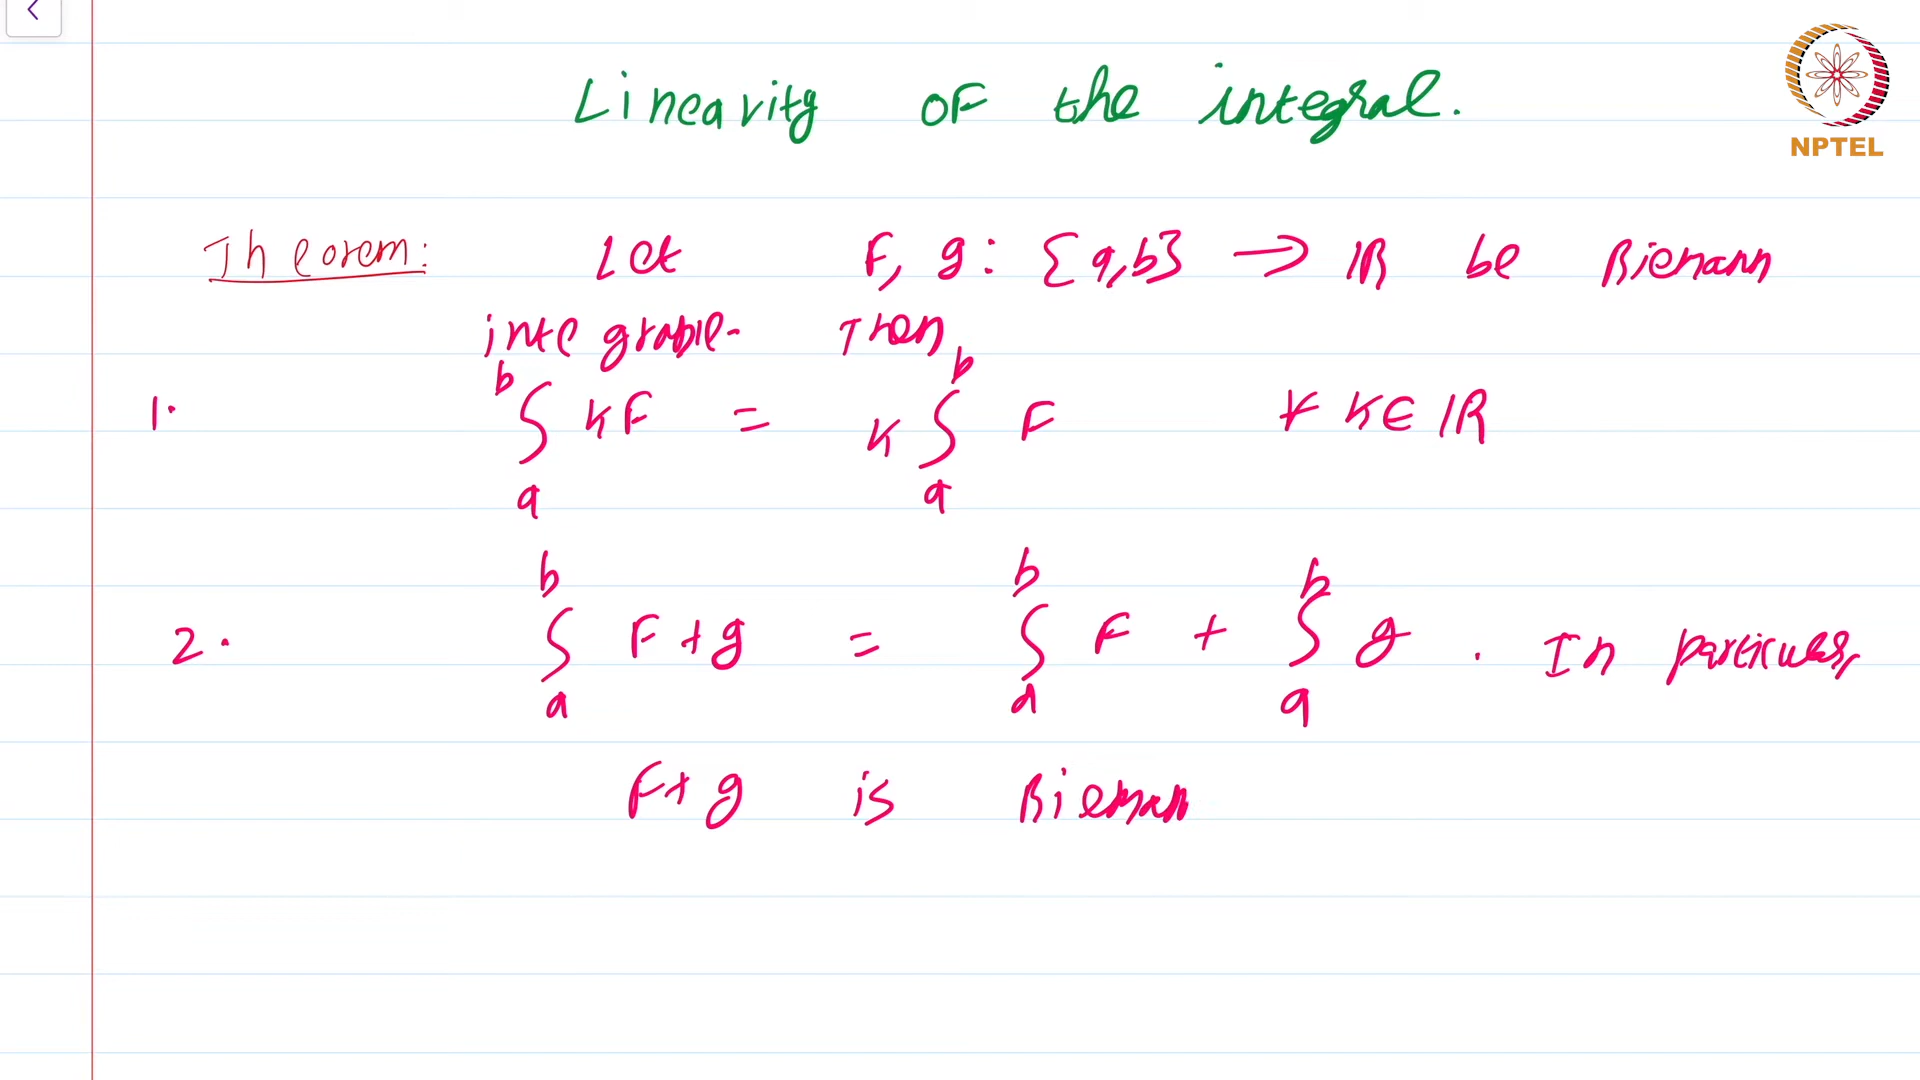 Linearity of the integral.
NPTEL
Theorem: Let F, g: {a,b} → ℝ be Riemann
integrable. Then,
1. ∫_a^b kF = k ∫_a^b F ∀ k ∈ ℝ
2. ∫_a^b F+g = ∫_a^b F + ∫_a^b g . In particular,
F+g is Rieman